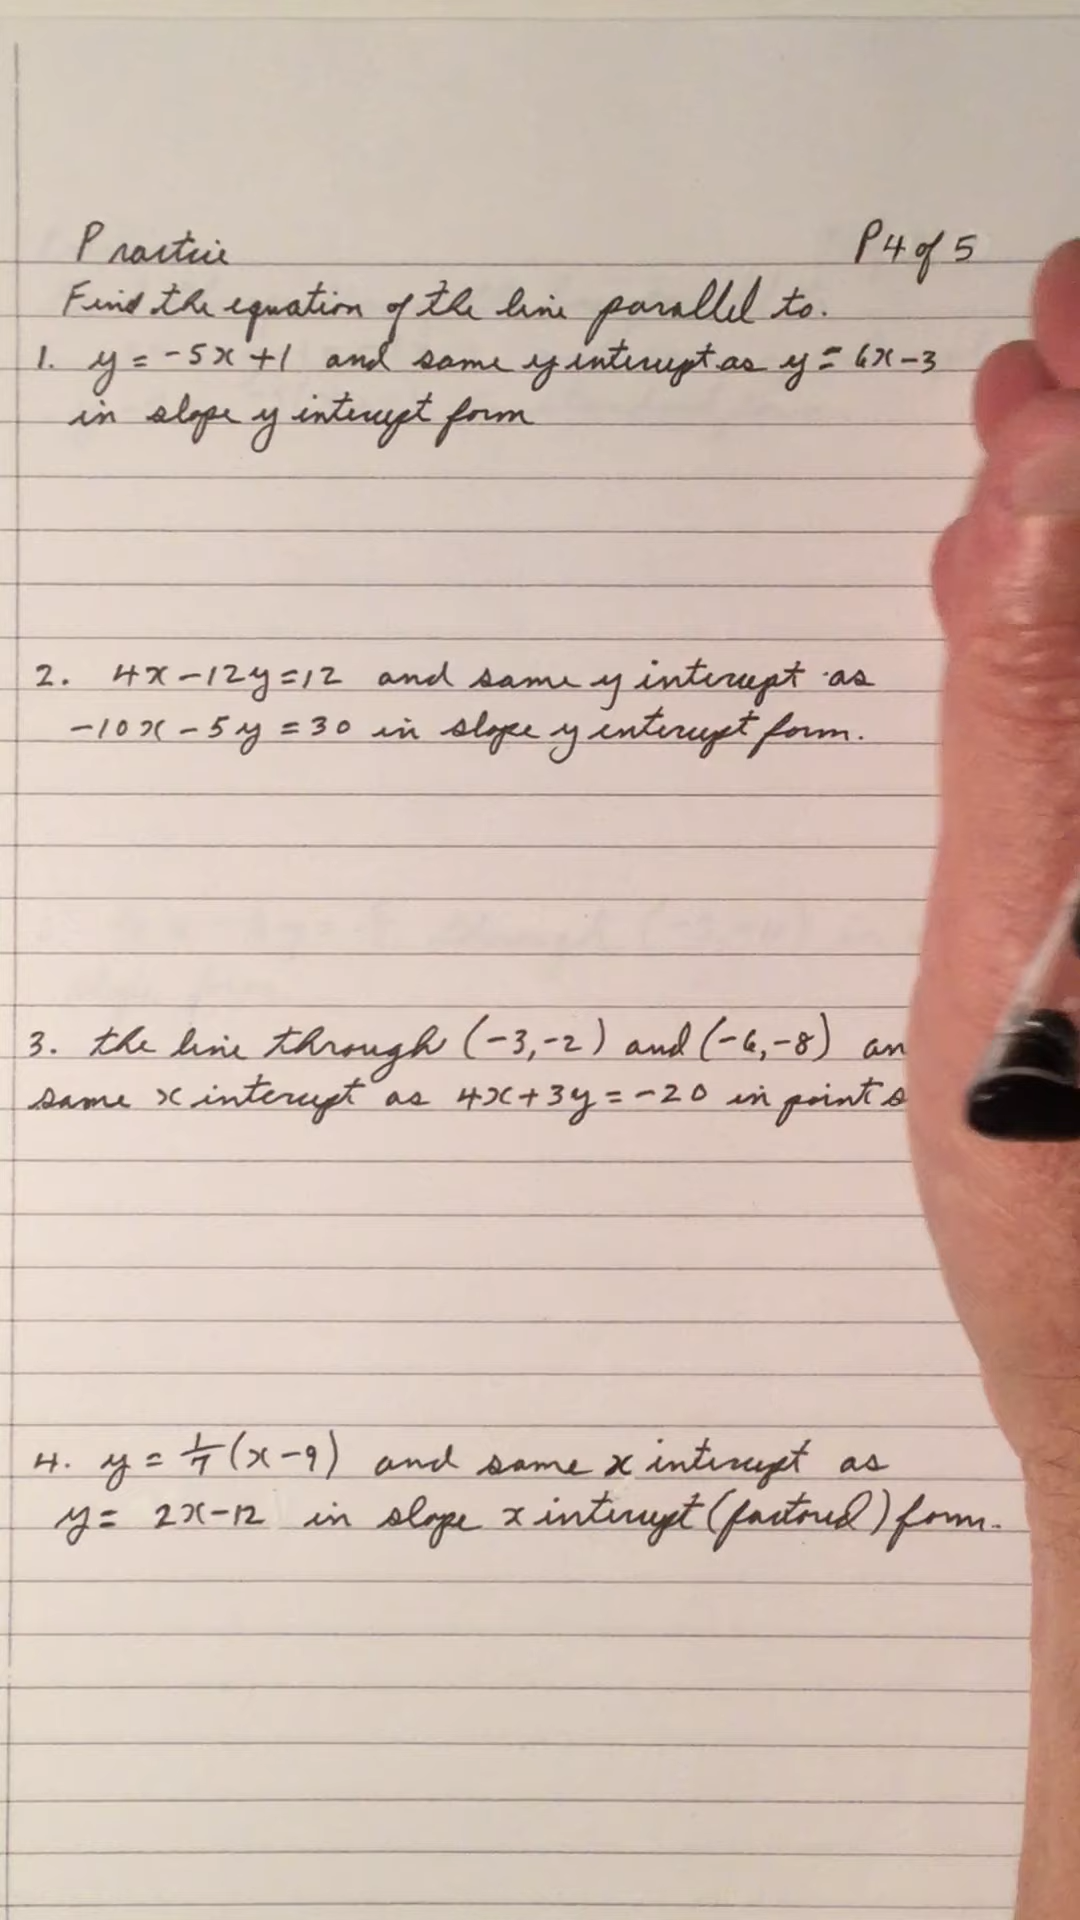 Practice P4 of 5
Find the equation of the line parallel to.
1. y = -5x +1 and same y intercept as y = 6x-3
in slope y intercept form
2. 4x-12y=12 and same y intercept as
-10x-5y=30 in slope y intercept form.
3. the line through (-3,-2) and (-6,-8) an
same x intercept as 4x+3y=-20 in point s
4. y = 1/7 (x-9) and same x intercept as
y= 2x-12 in slope x intercept (factored) form.